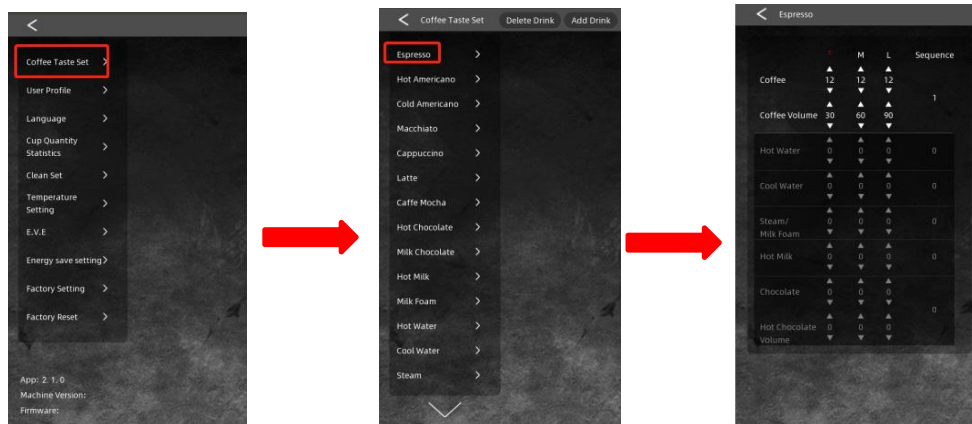 Coffee Taste Set
User Profile
Language
Cup Quantity
Statistics
Clean Set
Temperature
Setting
E.V.E
Energy save setting
Factory Setting
Factory Reset
App: 2. 1. 0
Machine Version:
Firmware:
Coffee Taste Set Delete Drink Add Drink
Espresso
Hot Americano
Cold Americano
Macchiato
Cappuccino
Latte
Caffe Mocha
Hot Chocolate
Milk Chocolate
Hot Milk
Milk Foam
Hot Water
Cool Water
Steam
Espresso
M L Sequence
Coffee 12 12 12
1
Coffee Volume 30 60 90
Hot Water 0 0 0 0
Cool Water 0 0 0 0
Steam/ 0 0 0 0
Milk Foam
Hot Milk 0 0 0 0
Chocolate 0 0 0
0
Hot Chocolate 0 0 0
Volume